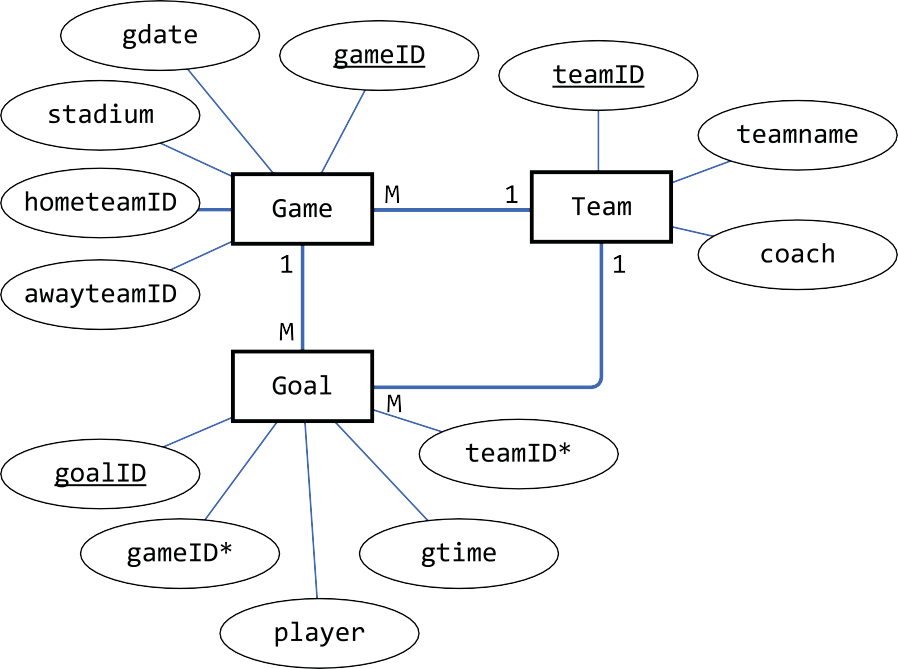 gdate
gameID
teamID
stadium
teamname
hometeamID
Game
M
1
Team
coach
awayteamID
1
1
M
Goal
M
teamID*
goalID
gameID*
gtime
player